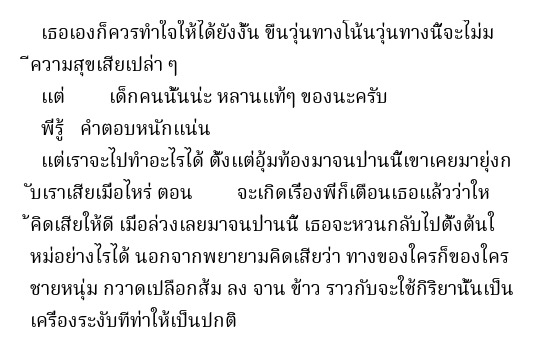 เธอเองก็ควรทำใจให้ได้ยังงั้น ขืนวุ่นทางโน้นวุ่นทางนี้จะไม่ม
ีความสุขเสียเปล่า ๆ
แต่ เด็กคนนั้นน่ะ หลานแท้ๆ ของนะครับ
พี่รู้ คำตอบหนักแน่น
แต่เราจะไปทำอะไรได้ ตั้งแต่อุ้มท้องมาจนป่านนี้เขาเคยมายุ่งก
ับเราเสียเมื่อไหร่ ตอน จะเกิดเรื่องพี่ก็เตือนเธอแล้วว่าให
้คิดเสียให้ดี เมื่อล่วงเลยมาจนป่านนี้ เธอจะหวนกลับไปตั้งต้นใ
หม่อย่างไรได้ นอกจากพยายามคิดเสียว่า ทางของใครก็ของใคร
ชายหนุ่ม กวาดเปลือกส้ม ลง จาน ข้าว ราวกับจะใช้กิริยานั้นเป็น
เครื่องระงับทีท่าให้เป็นปกติ